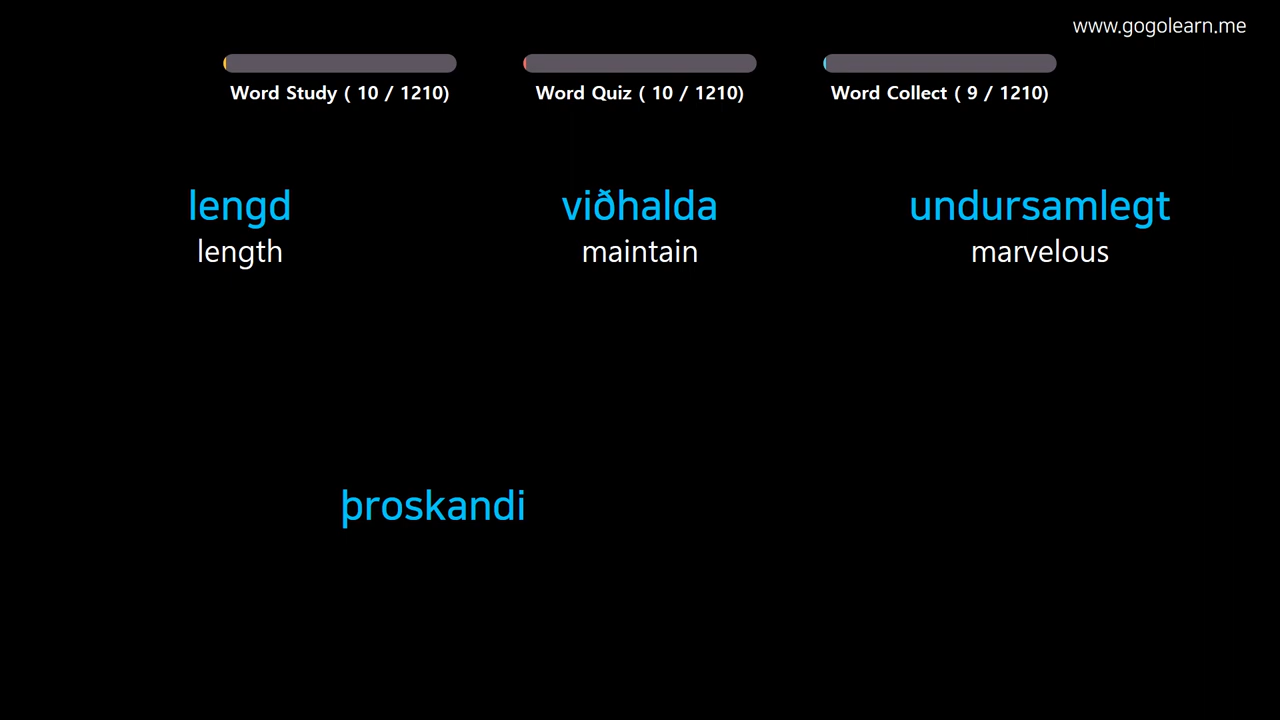 www.gogolearn.me
Word Study ( 10 / 1210)
Word Quiz ( 10 / 1210)
Word Collect ( 9 / 1210)
lengd
length
viðhalda
maintain
undursamlegt
marvelous
þroskandi